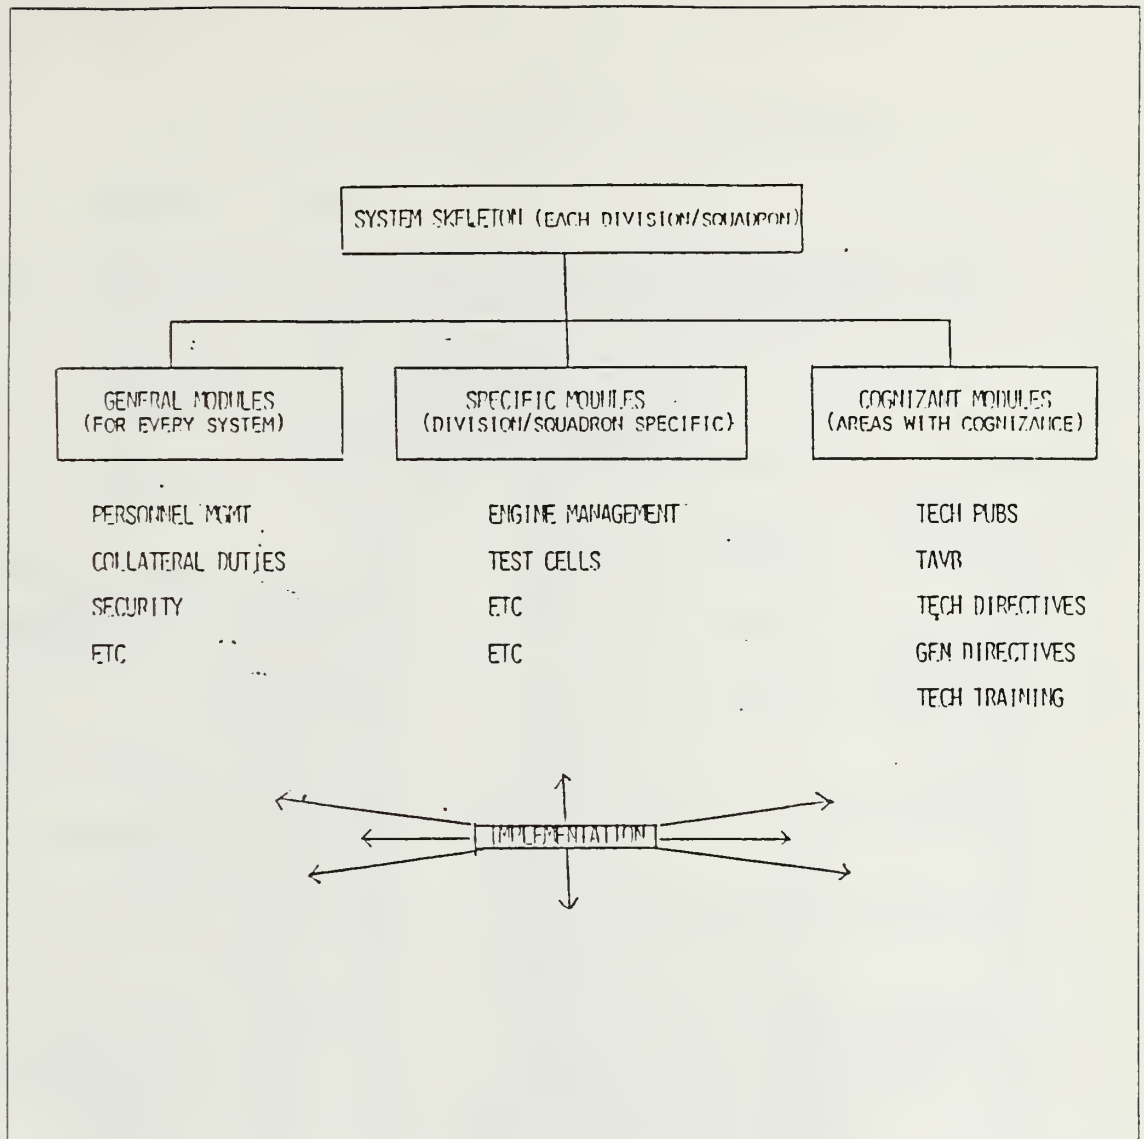 SYSTEM SKELETON (EACH DIVISION/SQUADRON)
GENERAL MODULES
(FOR EVERY SYSTEM)
SPECIFIC MODULES
(DIVISION/SQUADRON SPECIFIC)
COGNIZANT MODULES
(AREAS WITH COGNIZANCE)
PERSONNEL MGMT
COLLATERAL DUTIES
SECURITY
ETC
ENGINE MANAGEMENT
TEST CELLS
ETC
ETC
TECH PUBS
TAVB
TECH DIRECTIVES
GEN DIRECTIVES
TECH TRAINING
IMPLEMENTATION